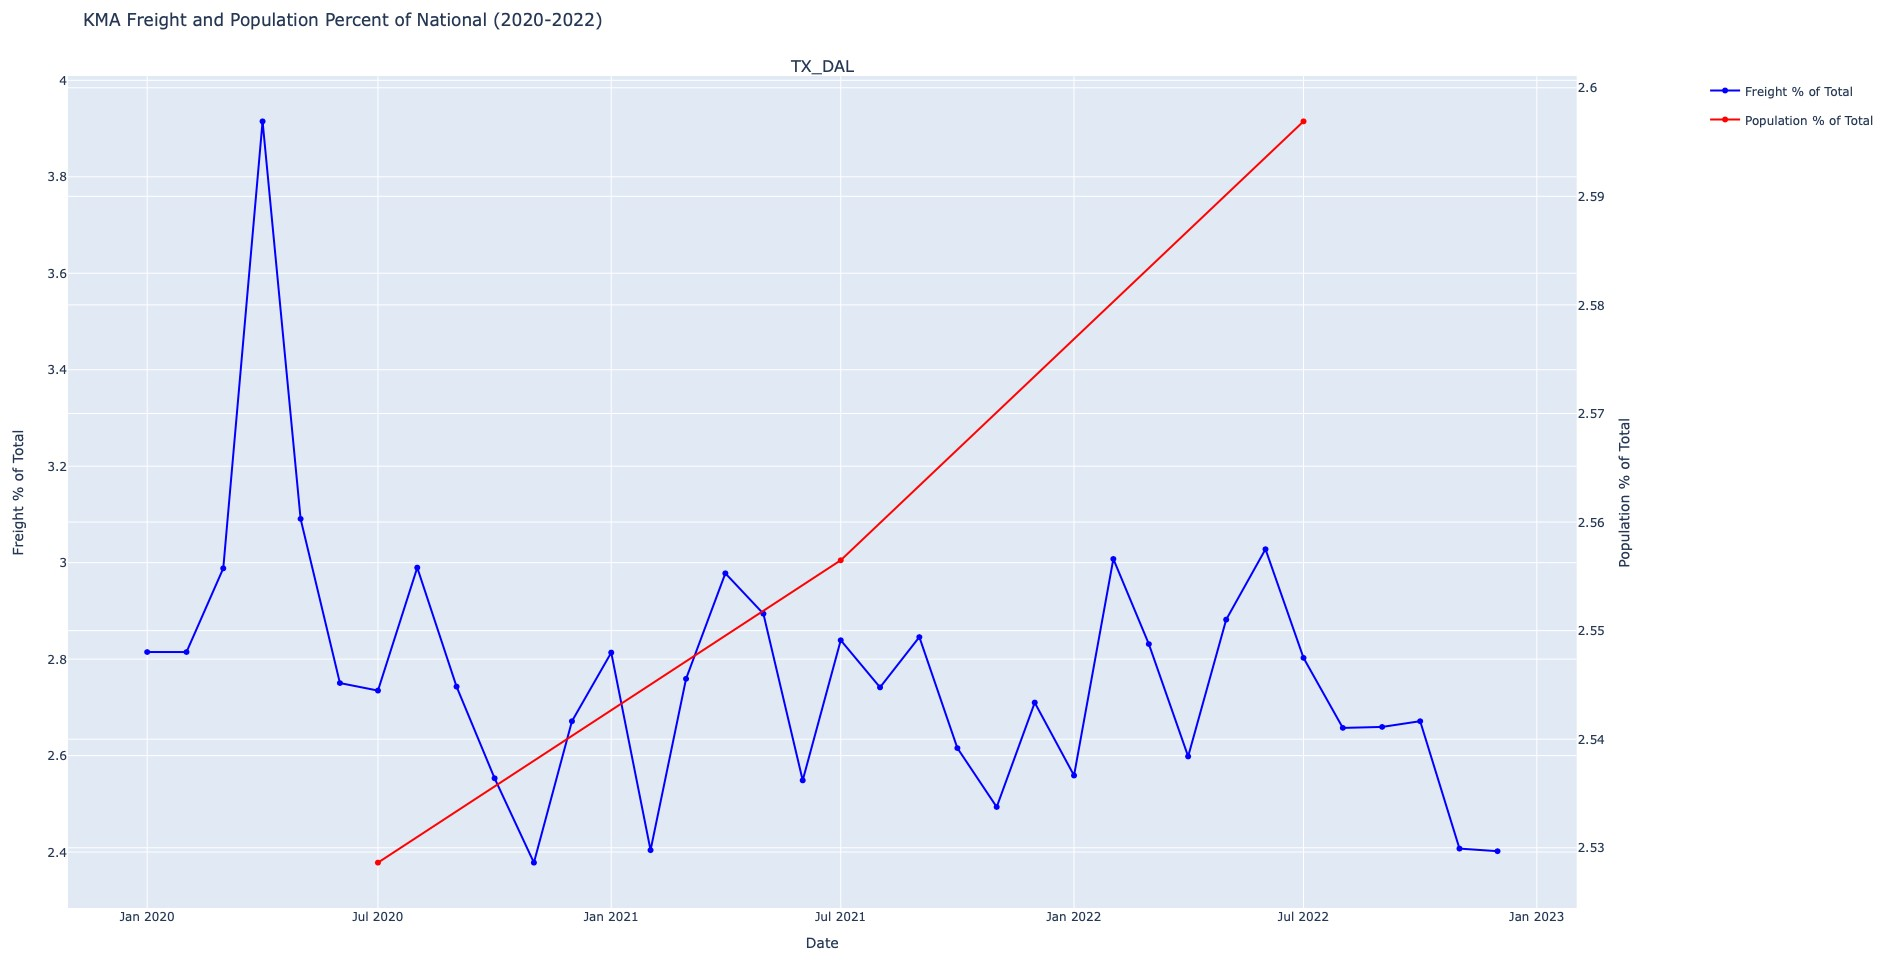 KMA Freight and Population Percent of National (2020-2022)
TX_DAL
4
3.8
3.6
3.4
3.2
3
2.8
2.6
2.4
Freight % of Total
2.6
2.59
2.58
2.57
2.56
2.55
2.54
2.53
Population % of Total
Freight % of Total
Population % of Total
Jan 2020
Jul 2020
Jan 2021
Jul 2021
Jan 2022
Jul 2022
Jan 2023
Date